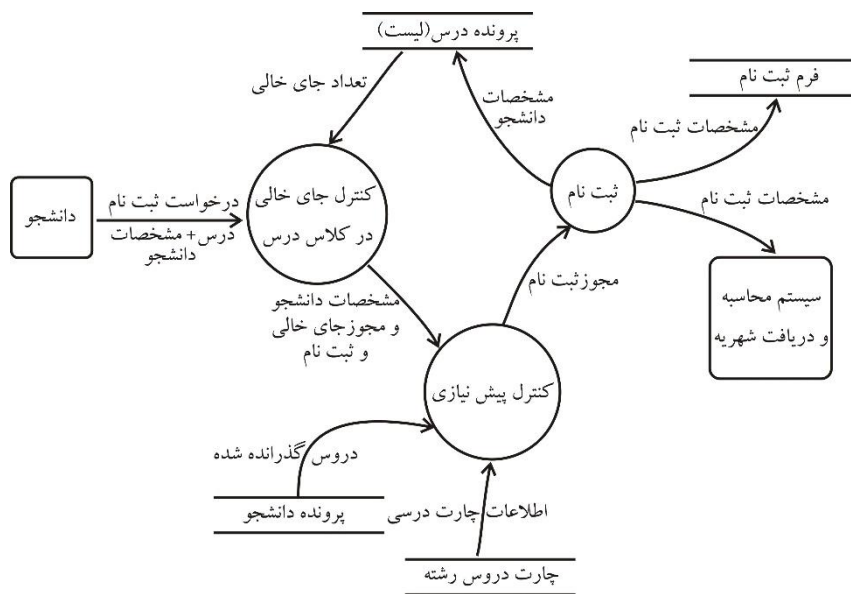 پرونده درس(لیست)
فرم ثبت نام
تعداد جای خالی
مشخصات
دانشجو
مشخصات ثبت نام
ثبت نام
کنترل جای خالی
در کلاس درس
دانشجو
درخواست ثبت نام
درس+ مشخصات
دانشجو
مشخصات ثبت نام
مجوزثبت نام
سیستم محاسبه
و دریافت شهریه
مشخصات دانشجو
و مجوزجای خالی
و ثبت نام
کنترل پیش نیازی
دروس گذرانده شده
پرونده دانشجو
اطلاعات چارت درسی
چارت دروس رشته